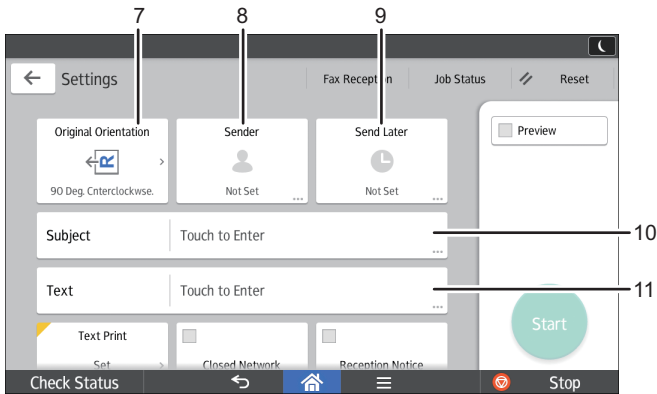 7 8 9
Settings Fax Reception Job Status Reset
Original Orientation Sender Send Later Preview
R
90 Deg. Cnterclockwse. Not Set Not Set
Subject Touch to Enter 10
Text Touch to Enter 11
Start
Text Print
Set Closed Network Reception Notice
Check Status Stop